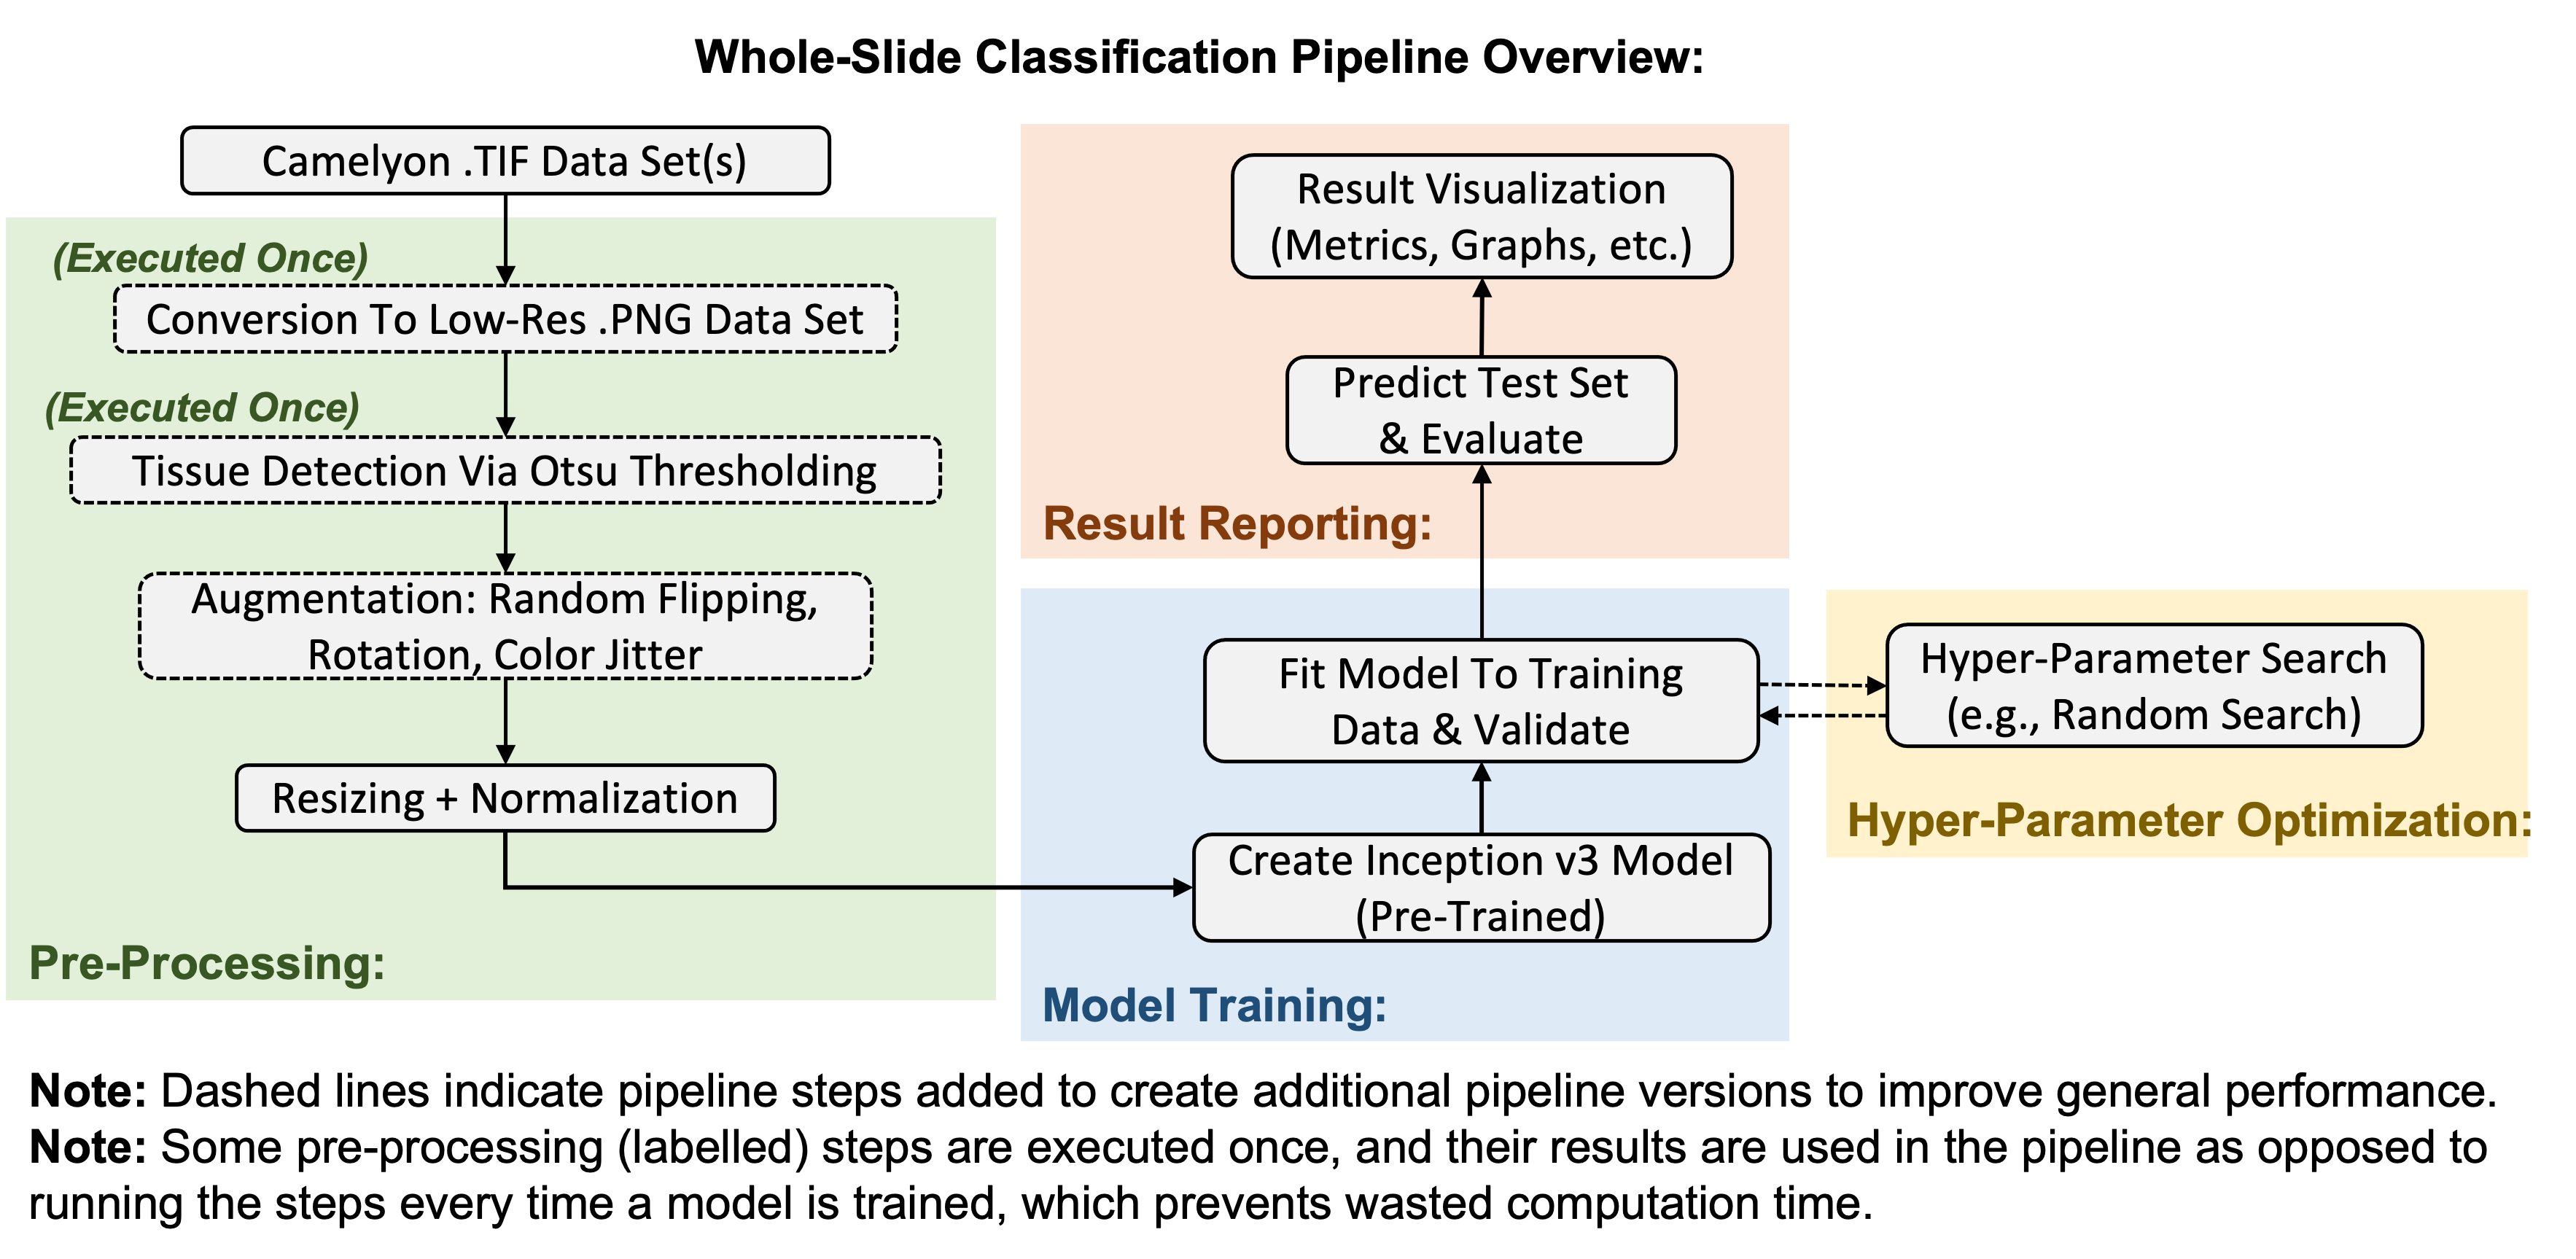 Whole-Slide Classification Pipeline Overview:
Camelyon .TIF Data Set(s)
(Executed Once)
Conversion To Low-Res .PNG Data Set
(Executed Once)
Tissue Detection Via Otsu Thresholding
Augmentation: Random Flipping,
Rotation, Color Jitter
Resizing + Normalization
Pre-Processing:
Result Visualization
(Metrics, Graphs, etc.)
Predict Test Set
& Evaluate
Result Reporting:
Fit Model To Training
Data & Validate
Create Inception v3 Model
(Pre-Trained)
Model Training:
Hyper-Parameter Search
(e.g., Random Search)
Hyper-Parameter Optimization:
Note: Dashed lines indicate pipeline steps added to create additional pipeline versions to improve general performance.
Note: Some pre-processing (labelled) steps are executed once, and their results are used in the pipeline as opposed to
running the steps every time a model is trained, which prevents wasted computation time.